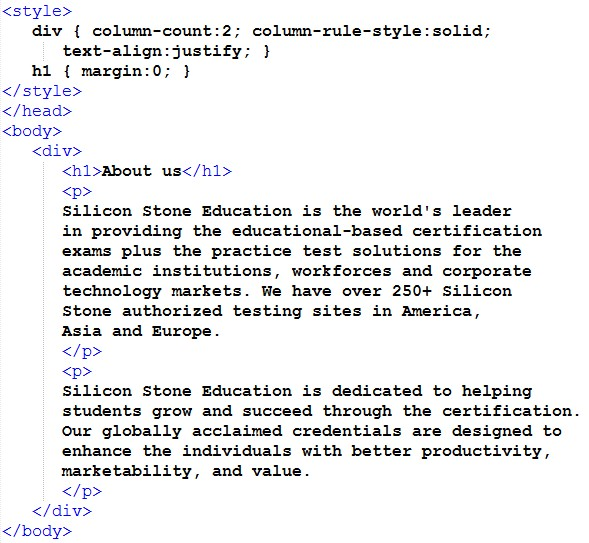 <style>
div { column-count:2; column-rule-style:solid;
text-align:justify; }
h1 { margin:0; }
</style>
</head>
<body>
<div>
<h1>About us</h1>
<p>
Silicon Stone Education is the world's leader
in providing the educational-based certification
exams plus the practice test solutions for the
academic institutions, workforces and corporate
technology markets. We have over 250+ Silicon
Stone authorized testing sites in America,
Asia and Europe.
</p>
<p>
Silicon Stone Education is dedicated to helping
students grow and succeed through the certification.
Our globally acclaimed credentials are designed to
enhance the individuals with better productivity,
marketability, and value.
</p>
</div>
</body>